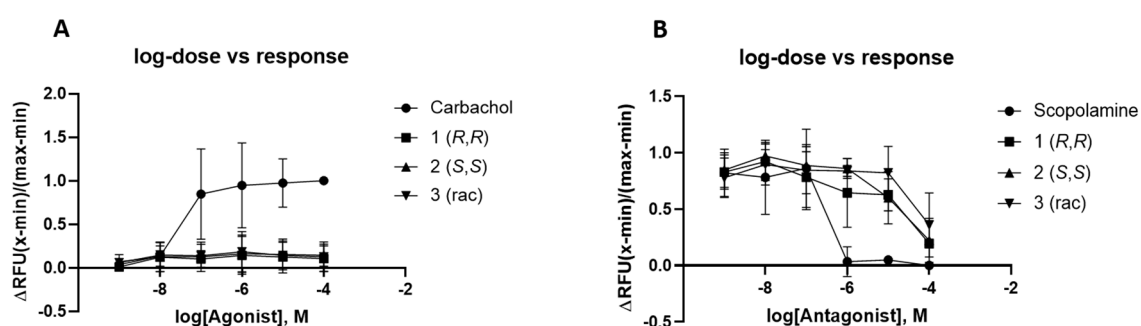 A
log-dose vs response
ΔRFU(x-min)/(max-min)
2.0
1.5
1.0
0.5
0.0
-0.5
-8
-6
-4
-2
log[Agonist], M
Carbachol
1 (R,R)
2 (S,S)
3 (rac)
B
log-dose vs response
ΔRFU(x-min)/(max-min)
1.5
1.0
0.5
0.0
-0.5
-8
-6
-4
-2
log[Antagonist], M
Scopolamine
1 (R,R)
2 (S,S)
3 (rac)